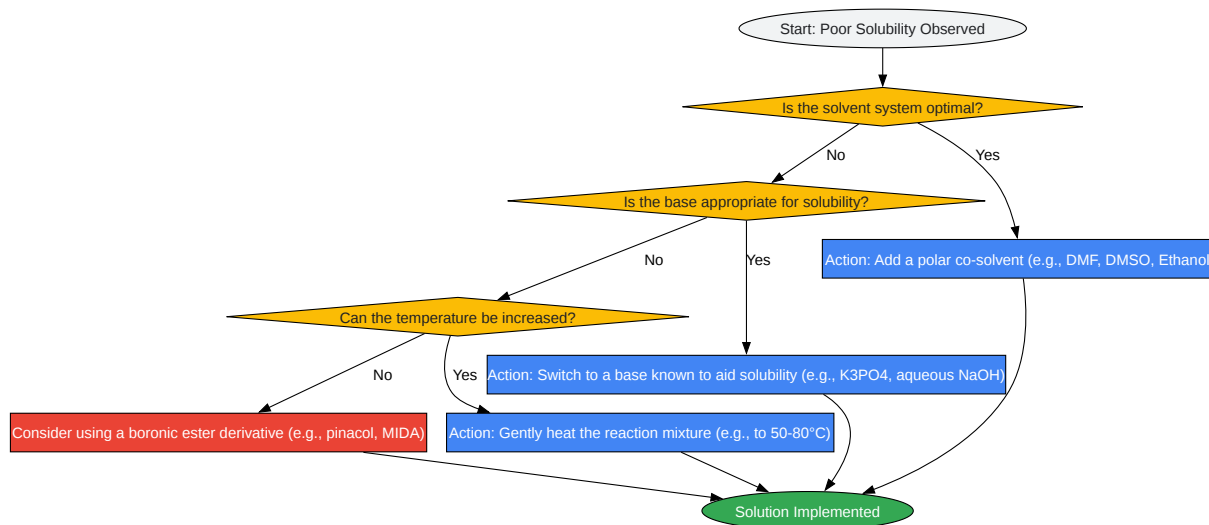 Start: Poor Solubility Observed
Is the solvent system optimal?
No
Yes
Is the base appropriate for solubility?
Action: Add a polar co-solvent (e.g., DMF, DMSO, Ethanol
No
Yes
Can the temperature be increased?
Action: Switch to a base known to aid solubility (e.g., K3PO4, aqueous NaOH)
No
Yes
Consider using a boronic ester derivative (e.g., pinacol, MIDA)
Action: Gently heat the reaction mixture (e.g., to 50-80°C)
Solution Implemented